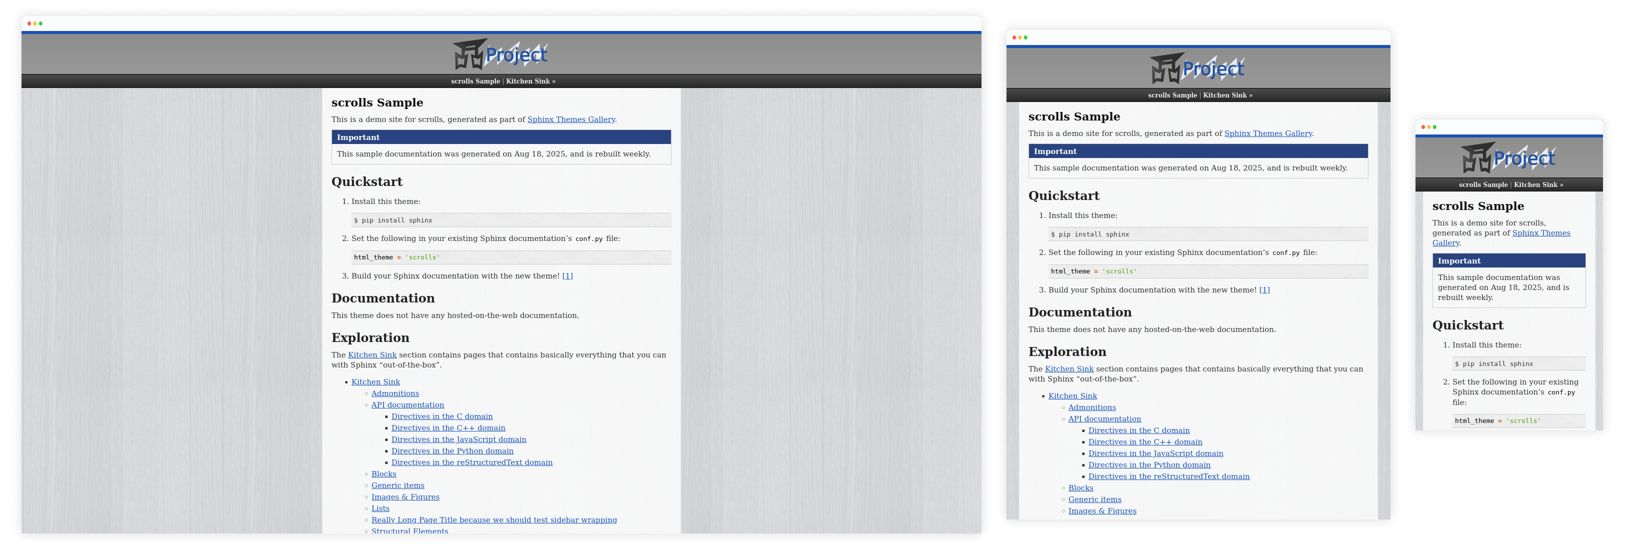 Project
scrolls Sample | Kitchen Sink »
scrolls Sample
This is a demo site for scrolls, generated as part of Sphinx Themes Gallery.
Important
This sample documentation was generated on Aug 18, 2025, and is rebuilt weekly.
Quickstart
1. Install this theme:
$ pip install sphinx
2. Set the following in your existing Sphinx documentation’s conf.py file:
html_theme = 'scrolls'
3. Build your Sphinx documentation with the new theme! [1]
Documentation
This theme does not have any hosted-on-the-web documentation.
Exploration
The Kitchen Sink section contains pages that contains basically everything that you can
with Sphinx “out-of-the-box”.
Kitchen Sink
Admonitions
API documentation
Directives in the C domain
Directives in the C++ domain
Directives in the JavaScript domain
Directives in the Python domain
Directives in the reStructuredText domain
Blocks
Generic items
Images & Figures
Lists
Really Long Page Title because we should test sidebar wrapping
Structural Elements
Project
scrolls Sample | Kitchen Sink »
scrolls Sample
This is a demo site for scrolls, generated as part of Sphinx Themes Gallery.
Important
This sample documentation was generated on Aug 18, 2025, and is rebuilt weekly.
Quickstart
1. Install this theme:
$ pip install sphinx
2. Set the following in your existing Sphinx documentation’s conf.py file:
html_theme = 'scrolls'
3. Build your Sphinx documentation with the new theme! [1]
Documentation
This theme does not have any hosted-on-the-web documentation.
Exploration
The Kitchen Sink section contains pages that contains basically everything that you can
with Sphinx “out-of-the-box”.
Kitchen Sink
Admonitions
API documentation
Directives in the C domain
Directives in the C++ domain
Directives in the JavaScript domain
Directives in the Python domain
Directives in the reStructuredText domain
Blocks
Generic items
Images & Figures
Project
scrolls Sample | Kitchen Sink »
scrolls Sample
This is a demo site for scrolls,
generated as part of Sphinx Themes
Gallery.
Important
This sample documentation was
generated on Aug 18, 2025, and is
rebuilt weekly.
Quickstart
1. Install this theme:
$ pip install sphinx
2. Set the following in your existing
Sphinx documentation’s conf.py
file:
html_theme = 'scrolls'